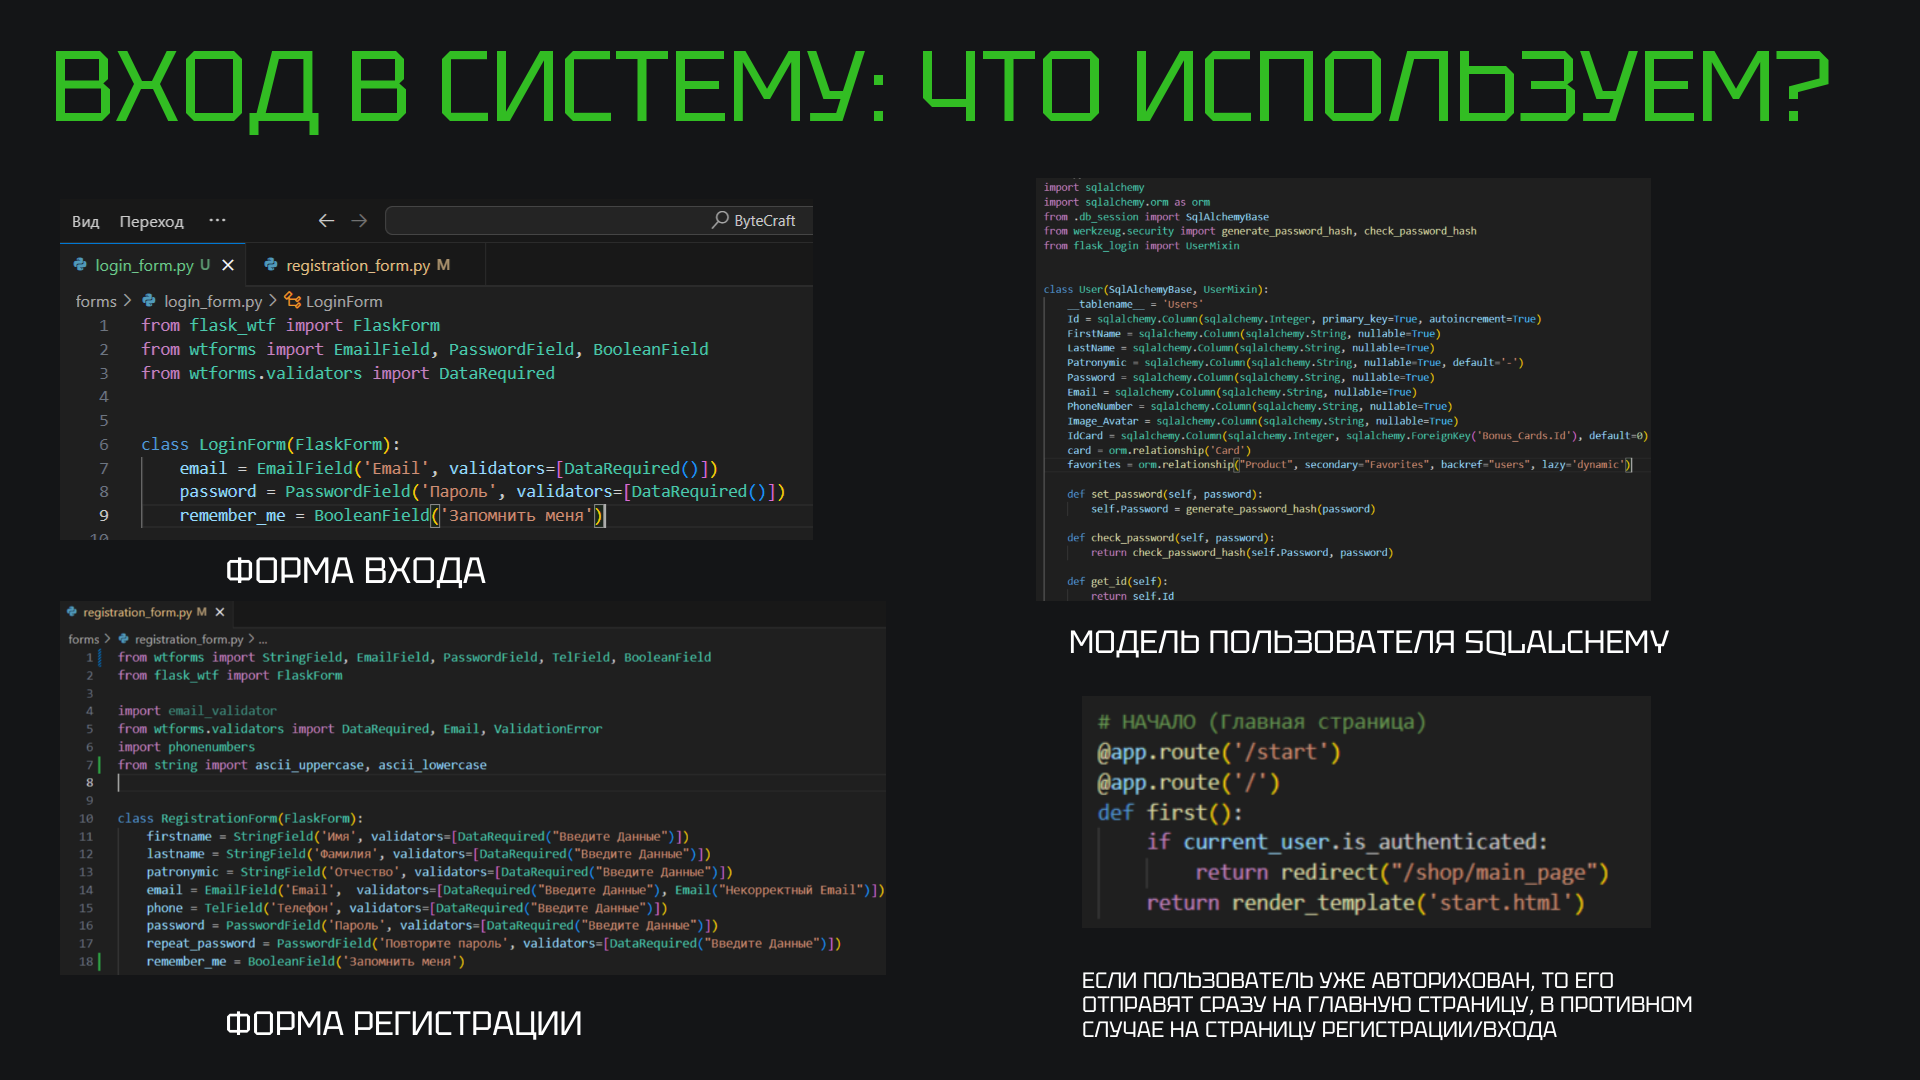 ВХОД В СИСТЕМУ: ЧТО ИСПОЛЬЗУЕМ?
Вид Переход ··· ← → ByteCraft
login_form.py U × registration_form.py M
forms > login_form.py > LoginForm
1 from flask_wtf import FlaskForm
2 from wtforms import EmailField, PasswordField, BooleanField
3 from wtforms.validators import DataRequired
4
5
6 class LoginForm(FlaskForm):
7 email = EmailField('Email', validators=[DataRequired()])
8 password = PasswordField('Пароль', validators=[DataRequired()])
9 remember_me = BooleanField('Запомнить меня')
10
ФОРМА ВХОДА
registration_form.py M ×
forms > registration_form.py > ...
1 from wtforms import StringField, EmailField, PasswordField, TelField, BooleanField
2 from flask_wtf import FlaskForm
3
4 import email_validator
5 from wtforms.validators import DataRequired, Email, ValidationError
6 import phonenumbers
7 from string import ascii_uppercase, ascii_lowercase
8
9
10 class RegistrationForm(FlaskForm):
11 firstname = StringField('Имя', validators=[DataRequired("Введите Данные")])
12 lastname = StringField('Фамилия', validators=[DataRequired("Введите Данные")])
13 patronymic = StringField('Отчество', validators=[DataRequired("Введите Данные")])
14 email = EmailField('Email', validators=[DataRequired("Введите Данные"), Email("Некорректный Email")])
15 phone = TelField('Телефон', validators=[DataRequired("Введите Данные")])
16 password = PasswordField('Пароль', validators=[DataRequired("Введите Данные")])
17 repeat_password = PasswordField('Повторите пароль', validators=[DataRequired("Введите Данные")])
18 remember_me = BooleanField('Запомнить меня')
ФОРМА РЕГИСТРАЦИИ
import sqlalchemy
import sqlalchemy.orm as orm
from .db_session import SqlAlchemyBase
from werkzeug.security import generate_password_hash, check_password_hash
from flask_login import UserMixin
class User(SqlAlchemyBase, UserMixin):
__tablename__ = 'Users'
Id = sqlalchemy.Column(sqlalchemy.Integer, primary_key=True, autoincrement=True)
FirstName = sqlalchemy.Column(sqlalchemy.String, nullable=True)
LastName = sqlalchemy.Column(sqlalchemy.String, nullable=True)
Patronymic = sqlalchemy.Column(sqlalchemy.String, nullable=True, default='-')
Password = sqlalchemy.Column(sqlalchemy.String, nullable=True)
Email = sqlalchemy.Column(sqlalchemy.String, nullable=True)
PhoneNumber = sqlalchemy.Column(sqlalchemy.String, nullable=True)
Image_Avatar = sqlalchemy.Column(sqlalchemy.String, nullable=True)
IdCard = sqlalchemy.Column(sqlalchemy.Integer, sqlalchemy.ForeignKey('Bonus_Cards.Id'), default=0)
card = orm.relationship('Card')
favorites = orm.relationship("Product", secondary="Favorites", backref="users", lazy='dynamic')
def set_password(self, password):
self.Password = generate_password_hash(password)
def check_password(self, password):
return check_password_hash(self.Password, password)
def get_id(self):
return self.Id
МОДЕЛЬ ПОЛЬЗОВАТЕЛЯ SQLALCHEMY
# НАЧАЛО (Главная страница)
@app.route('/start')
@app.route('/')
def first():
if current_user.is_authenticated:
return redirect("/shop/main_page")
return render_template('start.html')
ЕСЛИ ПОЛЬЗОВАТЕЛЬ УЖЕ АВТОРИХОВАН, ТО ЕГО
ОТПРАВЯТ СРАЗУ НА ГЛАВНУЮ СТРАНИЦУ, В ПРОТИВНОМ
СЛУЧАЕ НА СТРАНИЦУ РЕГИСТРАЦИИ/ВХОДА